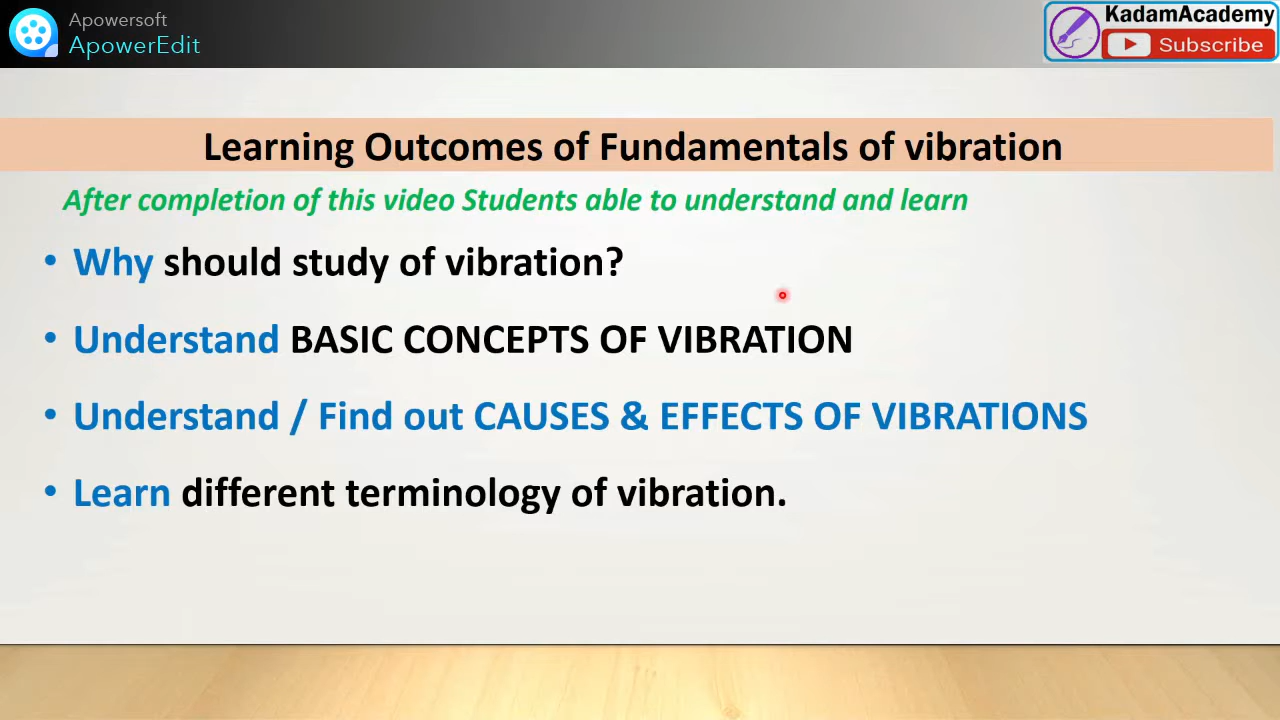 Apowersoft
ApowerEdit
KadamAcademy
Subscribe
Learning Outcomes of Fundamentals of vibration
After completion of this video Students able to understand and learn
• Why should study of vibration?
• Understand BASIC CONCEPTS OF VIBRATION
• Understand / Find out CAUSES & EFFECTS OF VIBRATIONS
• Learn different terminology of vibration.